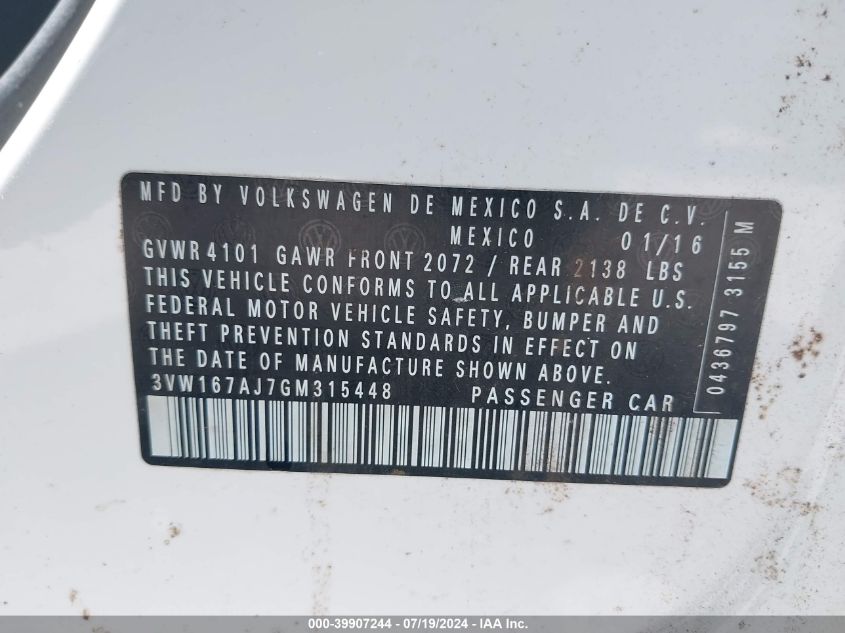 MFD BY VOLKSWAGEN DE MEXICO S.A. DE C.V.
MEXICO 01/16
GVWR 4101 GAWR FRONT 2072 / REAR 2138 LBS
THIS VEHICLE CONFORMS TO ALL APPLICABLE U.S.
FEDERAL MOTOR VEHICLE SAFETY, BUMPER AND
THEFT PREVENTION STANDARDS IN EFFECT ON
THE DATE OF MANUFACTURE SHOWN ABOVE.
3VW167AJ7GM315448 PASSENGER CAR
0436797 3155 M
000-39907244 - 07/19/2024 - IAA Inc.